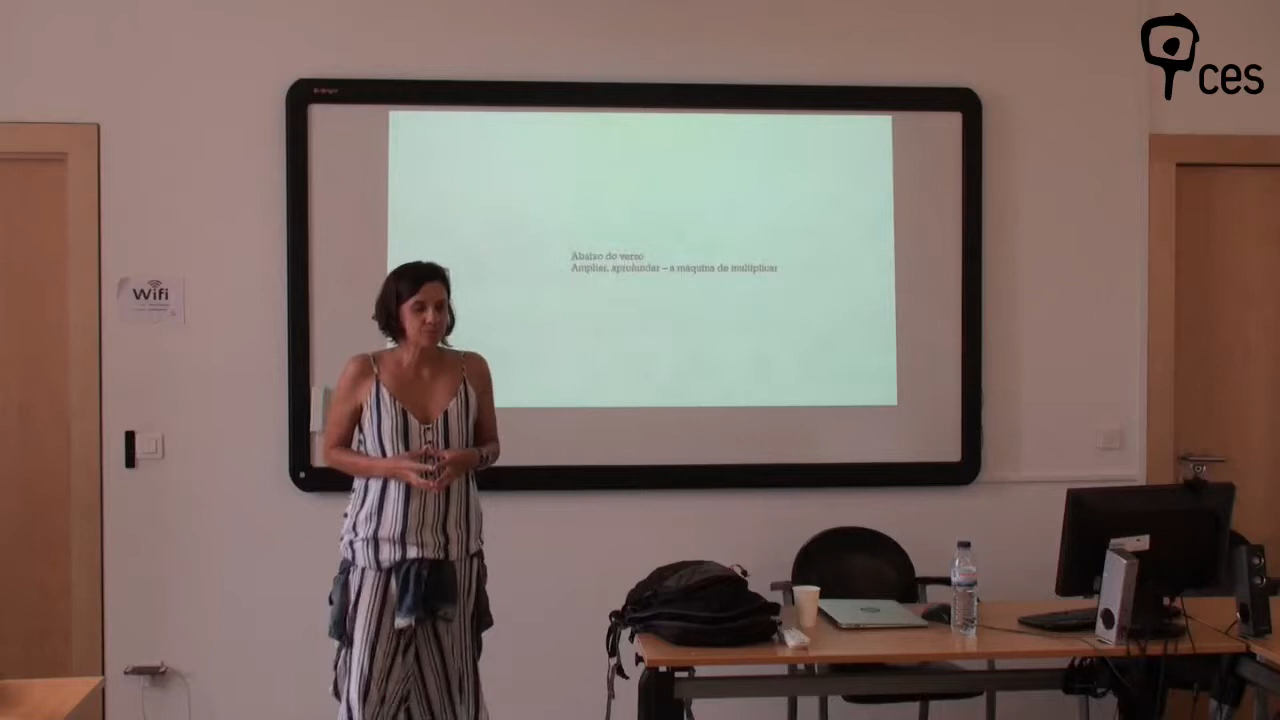 ces
Abaixo do verso
Ampliar, aprofundar – a máquina de multiplicar
Wifi